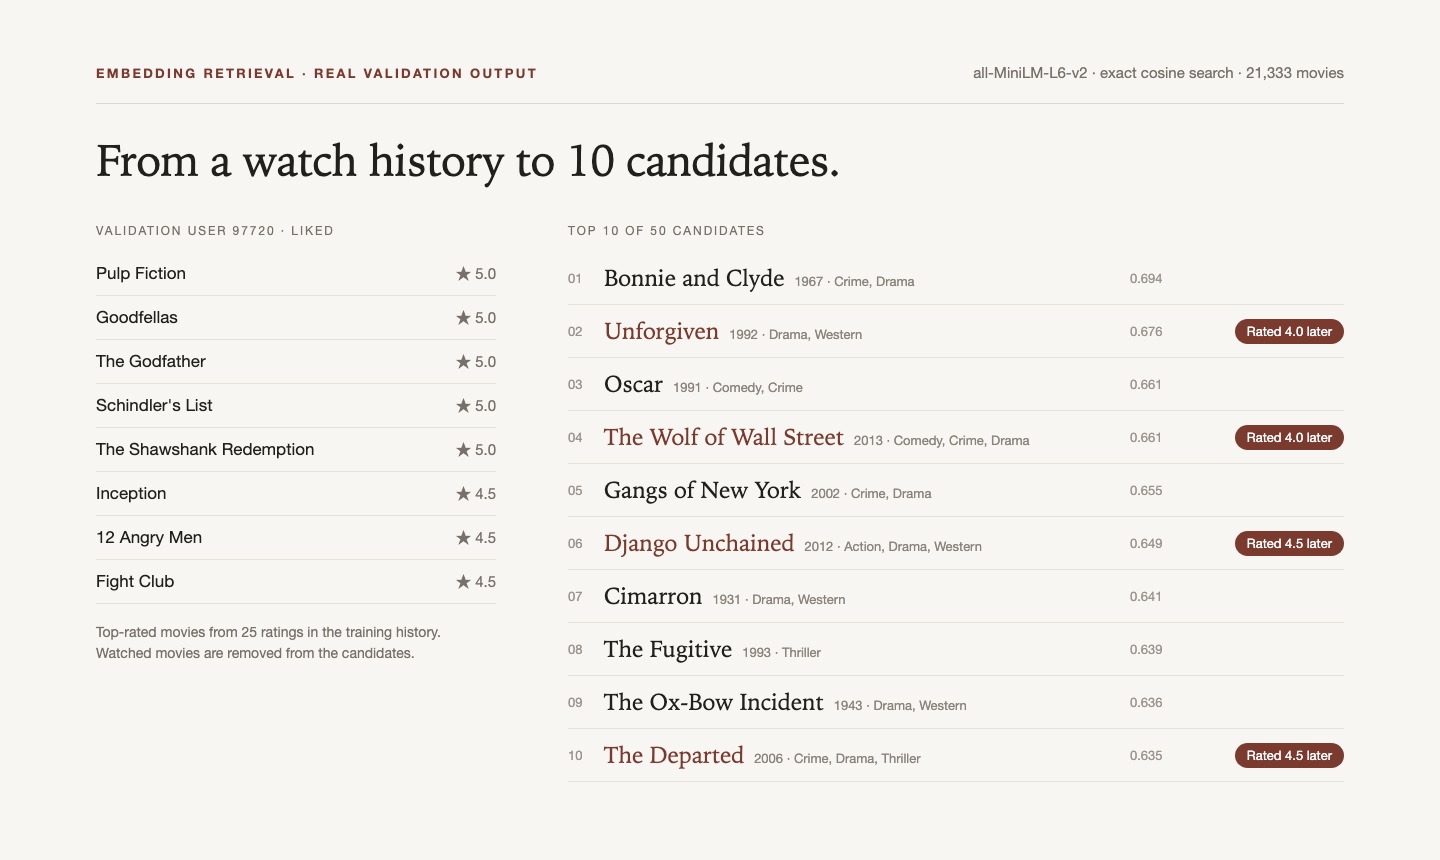 EMBEDDING RETRIEVAL · REAL VALIDATION OUTPUT
all-MiniLM-L6-v2 · exact cosine search · 21,333 movies
From a watch history to 10 candidates.
VALIDATION USER 97720 · LIKED
Pulp Fiction ★ 5.0
Goodfellas ★ 5.0
The Godfather ★ 5.0
Schindler's List ★ 5.0
The Shawshank Redemption ★ 5.0
Inception ★ 4.5
12 Angry Men ★ 4.5
Fight Club ★ 4.5
Top-rated movies from 25 ratings in the training history.
Watched movies are removed from the candidates.
TOP 10 OF 50 CANDIDATES
01 Bonnie and Clyde 1967 · Crime, Drama 0.694
02 Unforgiven 1992 · Drama, Western 0.676 Rated 4.0 later
03 Oscar 1991 · Comedy, Crime 0.661
04 The Wolf of Wall Street 2013 · Comedy, Crime, Drama 0.661 Rated 4.0 later
05 Gangs of New York 2002 · Crime, Drama 0.655
06 Django Unchained 2012 · Action, Drama, Western 0.649 Rated 4.5 later
07 Cimarron 1931 · Drama, Western 0.641
08 The Fugitive 1993 · Thriller 0.639
09 The Ox-Bow Incident 1943 · Drama, Western 0.636
10 The Departed 2006 · Crime, Drama, Thriller 0.635 Rated 4.5 later